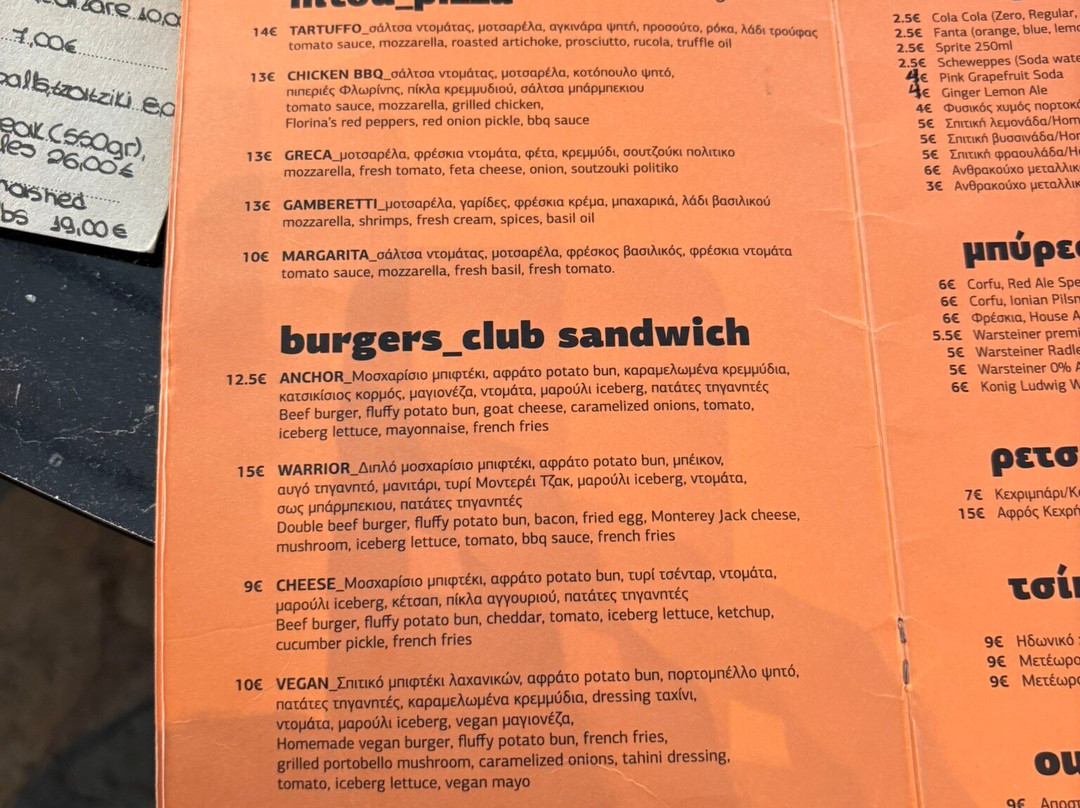 7,00€
26,00€
19,00€
14€ TARTUFFO_σάλτσα ντομάτας, μοτσαρέλα, αγκινάρα ψητή, προσούτο, ρόκα, λάδι τρούφας
tomato sauce, mozzarella, roasted artichoke, prosciutto, rucola, truffle oil
13€ CHICKEN BBQ_σάλτσα ντομάτας, μοτσαρέλα, κοτόπουλο ψητό,
πιπεριές Φλωρίνης, πίκλα κρεμμυδιού, σάλτσα μπάρμπεκιου
tomato sauce, mozzarella, grilled chicken,
Florina's red peppers, red onion pickle, bbq sauce
13€ GRECA_μοτσαρέλα, φρέσκια ντομάτα, φέτα, κρεμμύδι, σουτζούκι πολιτικο
mozzarella, fresh tomato, feta cheese, onion, soutzouki politiko
13€ GAMBERETTI_μοτσαρέλα, γαρίδες, φρέσκια κρέμα, μπαχαρικά, λάδι βασιλικού
mozzarella, shrimps, fresh cream, spices, basil oil
10€ MARGARITA_σάλτσα ντομάτας, μοτσαρέλα, φρέσκος βασιλικός, φρέσκια ντομάτα
tomato sauce, mozzarella, fresh basil, fresh tomato.
burgers_club sandwich
12.5€ ANCHOR_Μοσχαρίσιο μπιφτέκι, αφράτο potato bun, καραμελωμένα κρεμμύδια,
κατσικίσιος κορμός, μαγιονέζα, ντομάτα, μαρούλι iceberg, πατάτες τηγανητές
Beef burger, fluffy potato bun, goat cheese, caramelized onions, tomato,
iceberg lettuce, mayonnaise, french fries
15€ WARRIOR_Διπλό μοσχαρίσιο μπιφτέκι, αφράτο potato bun, μπέικον,
αυγό τηγανητό, μανιτάρι, τυρί Μοντερέι Τζακ, μαρούλι iceberg, ντομάτα,
σως μπάρμπεκιου, πατάτες τηγανητές
Double beef burger, fluffy potato bun, bacon, fried egg, Monterey Jack cheese,
mushroom, iceberg lettuce, tomato, bbq sauce, french fries
9€ CHEESE_Μοσχαρίσιο μπιφτέκι, αφράτο potato bun, τυρί τσένταρ, ντομάτα,
μαρούλι iceberg, κέτσαπ, πίκλα αγγουριού, πατάτες τηγανητές
Beef burger, fluffy potato bun, cheddar, tomato, iceberg lettuce, ketchup,
cucumber pickle, french fries
10€ VEGAN_Σπιτικό μπιφτέκι λαχανικών, αφράτο potato bun, πορτομπέλλο ψητό,
πατάτες τηγανητές, καραμελωμένα κρεμμύδια, dressing ταχίνι,
ντομάτα, μαρούλι iceberg, vegan μαγιονέζα,
Homemade vegan burger, fluffy potato bun, french fries,
grilled portobello mushroom, caramelized onions, tahini dressing,
tomato, iceberg lettuce, vegan mayo
2.5€ Cola Cola (Zero, Regular,
2.5€ Fanta (orange, blue,
2.5€ Sprite 250ml
2.5€ Scheweppes (Soda
4€ Pink Grapefruit Soda
4€ Ginger Lemon Ale
4€ Φυσικός χυμός
5€ Σπιτική λεμονάδα/
5€ Σπιτική βυσσινάδα/
5€ Σπιτική φραουλάδα/
6€ Ανθρακούχο
3€ Ανθρακούχο
6€ Corfu, Red Ale
6€ Corfu, Ionian
6€ Φρέσκια, House
5.5€ Warsteiner
5€ Warsteiner
5€ Warsteiner 0%
6€ Konig Ludwig
7€ Κεχριμπάρι/
15€ Αφρός
9€ Ηδωνικό
9€
9€
9€